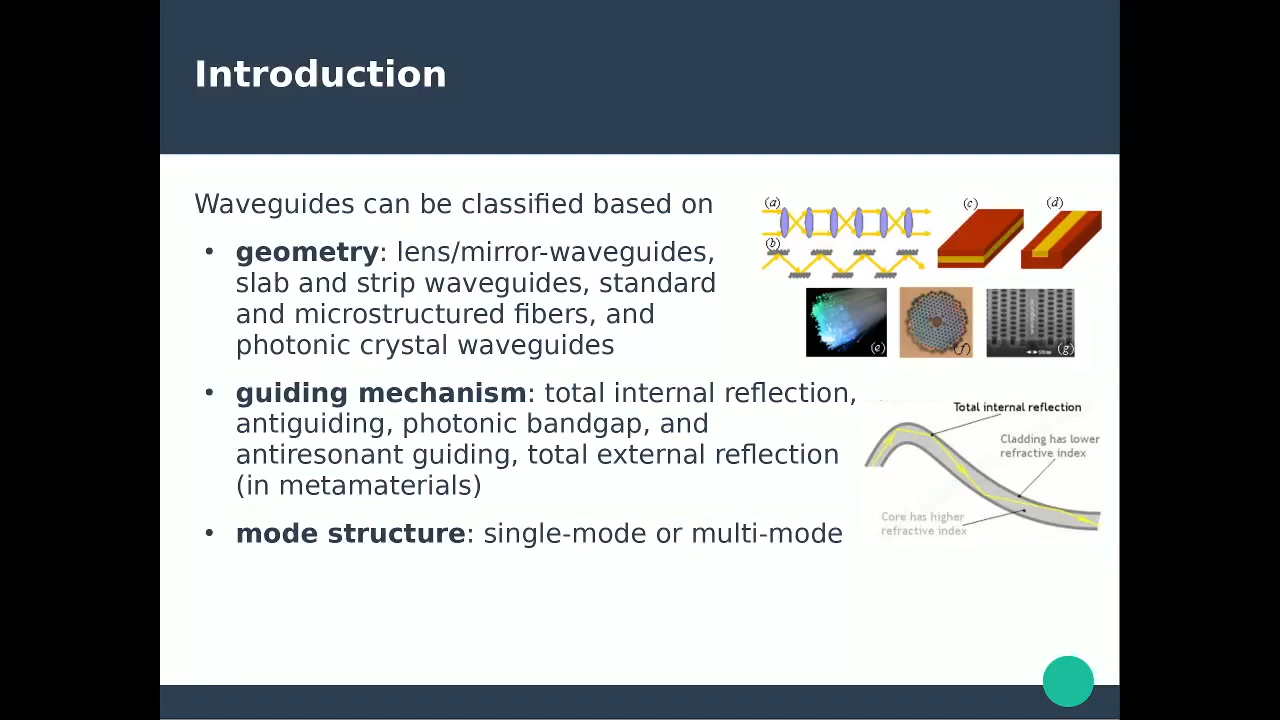 Introduction
Waveguides can be classified based on
• geometry: lens/mirror-waveguides,
slab and strip waveguides, standard
and microstructured fibers, and
photonic crystal waveguides
• guiding mechanism: total internal reflection,
antiguiding, photonic bandgap, and
antiresonant guiding, total external reflection
(in metamaterials)
• mode structure: single-mode or multi-mode
(a)
(b)
(c)
(d)
(e)
(f)
(g)
Total internal reflection
Cladding has lower
refractive index
Core has higher
refractive index